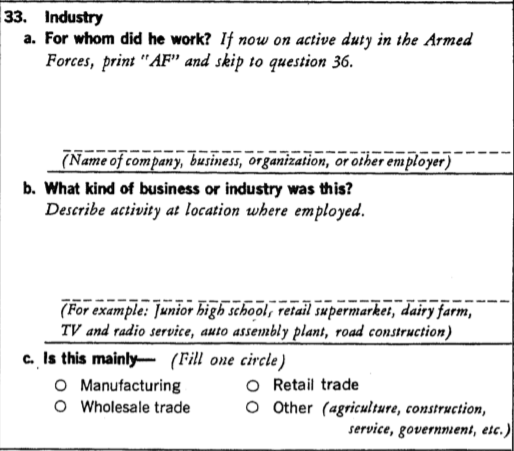 33. Industry
a. For whom did he work? If now on active duty in the Armed
Forces, print "AF" and skip to question 36.
(Name of company, business, organization, or other employer)
b. What kind of business or industry was this?
Describe activity at location where employed.
(For example: Junior high school, retail supermarket, dairy farm,
TV and radio service, auto assembly plant, road construction)
c. Is this mainly— (Fill one circle)
Manufacturing Retail trade
Wholesale trade Other (agriculture, construction,
service, government, etc.)